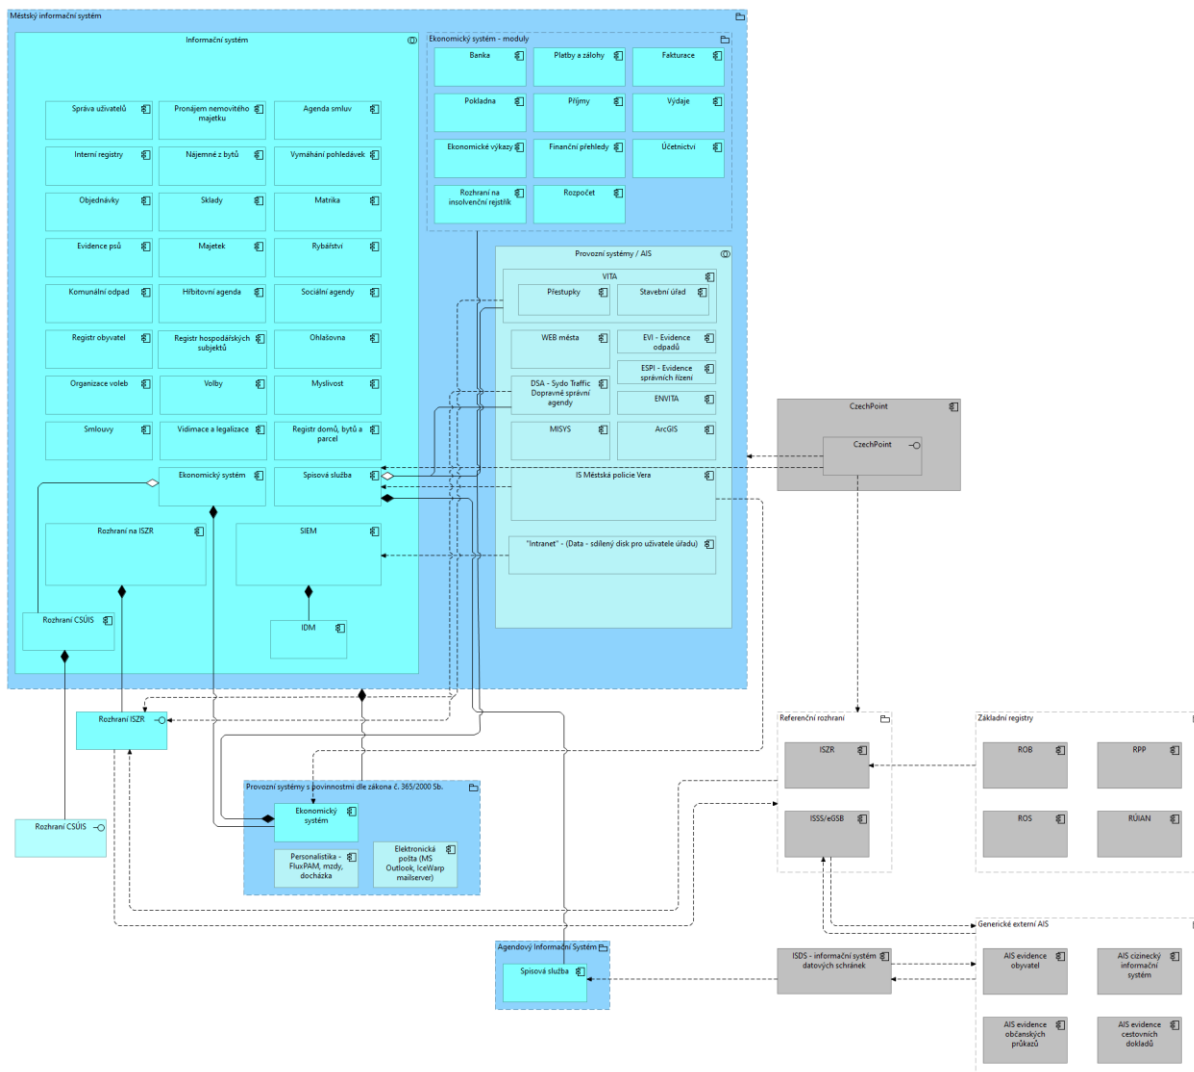 Městský informační systém
Informační systém
Správa uživatelů
Pronájem nemovitého
majetku
Agenda smluv
Interní registry
Nájemné z bytů
Vymáhání pohledávek
Objednávky
Sklady
Matrika
Evidence psů
Majetek
Rybářství
Komunální odpad
Hřbitovní agenda
Sociální agendy
Registr obyvatel
Registr hospodářských
subjektů
Ohlašovna
Organizace voleb
Volby
Myslivost
Smlouvy
Vidimace a legalizace
Registr domů, bytů a
parcel
Ekonomický systém
Spisová služba
Rozhraní na ISZR
SIEM
Rozhraní CSÚIS
IDM
Ekonomický systém - moduly
Banka
Platby a zálohy
Fakturace
Pokladna
Příjmy
Výdaje
Ekonomické výkazy
Finanční přehledy
Účetnictví
Rozhraní na
insolvenční rejstřík
Rozpočet
Provozní systémy / AIS
VITA
Přestupky
Stavební úřad
WEB města
EVI - Evidence
odpadů
DSA - Sydo Traffic
Dopravně správní
agendy
ESPI - Evidence
správních řízení
ENVITA
MISYS
ArcGIS
IS Městská policie Vera
"Intranet" - (Data - sdílený disk pro uživatele úřadu)
CzechPoint
CzechPoint
Rozhraní ISZR
Rozhraní CSÚIS
Provozní systémy s povinnostmi dle zákona č. 365/2000 Sb.
Ekonomický
systém
Personalistika -
FluxPAM, mzdy,
docházka
Elektronická
pošta (MS
Outlook, IceWarp
mailserver)
Agendový Informační Systém
Spisová služba
Referenční rozhraní
ISZR
ISSS/eGSB
Základní registry
ROB
RPP
ROS
RÚIAN
ISDS - informační systém
datových schránek
Generické externí AIS
AIS evidence
obyvatel
AIS cizinecký
informační
systém
AIS evidence
občanských
průkazů
AIS evidence
cestovních
dokladů